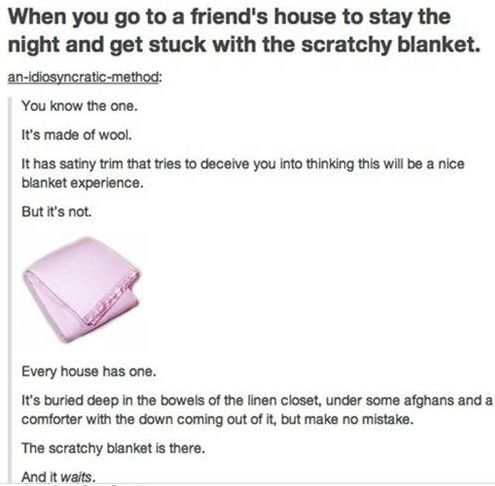 When you go to a friend's house to stay the
night and get stuck with the scratchy blanket.
an-idiosyncratic-method:
You know the one.
It's made of wool.
It has satiny trim that tries to deceive you into thinking this will be a nice
blanket experience.
But it's not.
Every house has one.
It's buried deep in the bowels of the linen closet, under some afghans and a
comforter with the down coming out of it, but make no mistake.
The scratchy blanket is there.
And it waits.